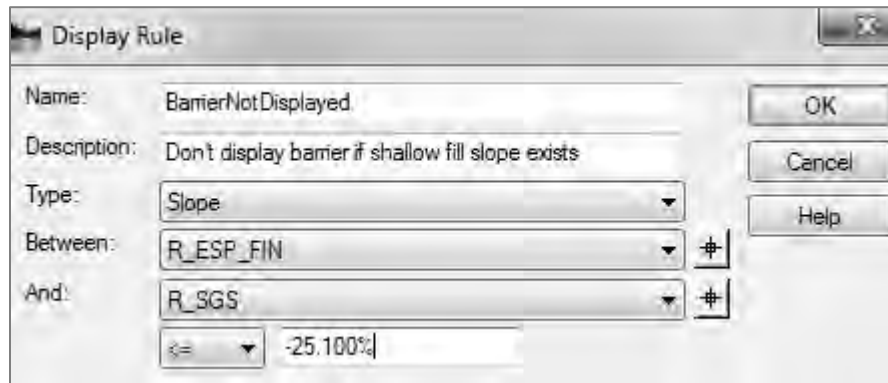 Display Rule
Name: BarrierNotDisplayed
OK
Description: Don't display barrier if shallow fill slope exists
Cancel
Type: Slope
Help
Between: R_ESP_FIN
And: R_SGS
<= -25.100%